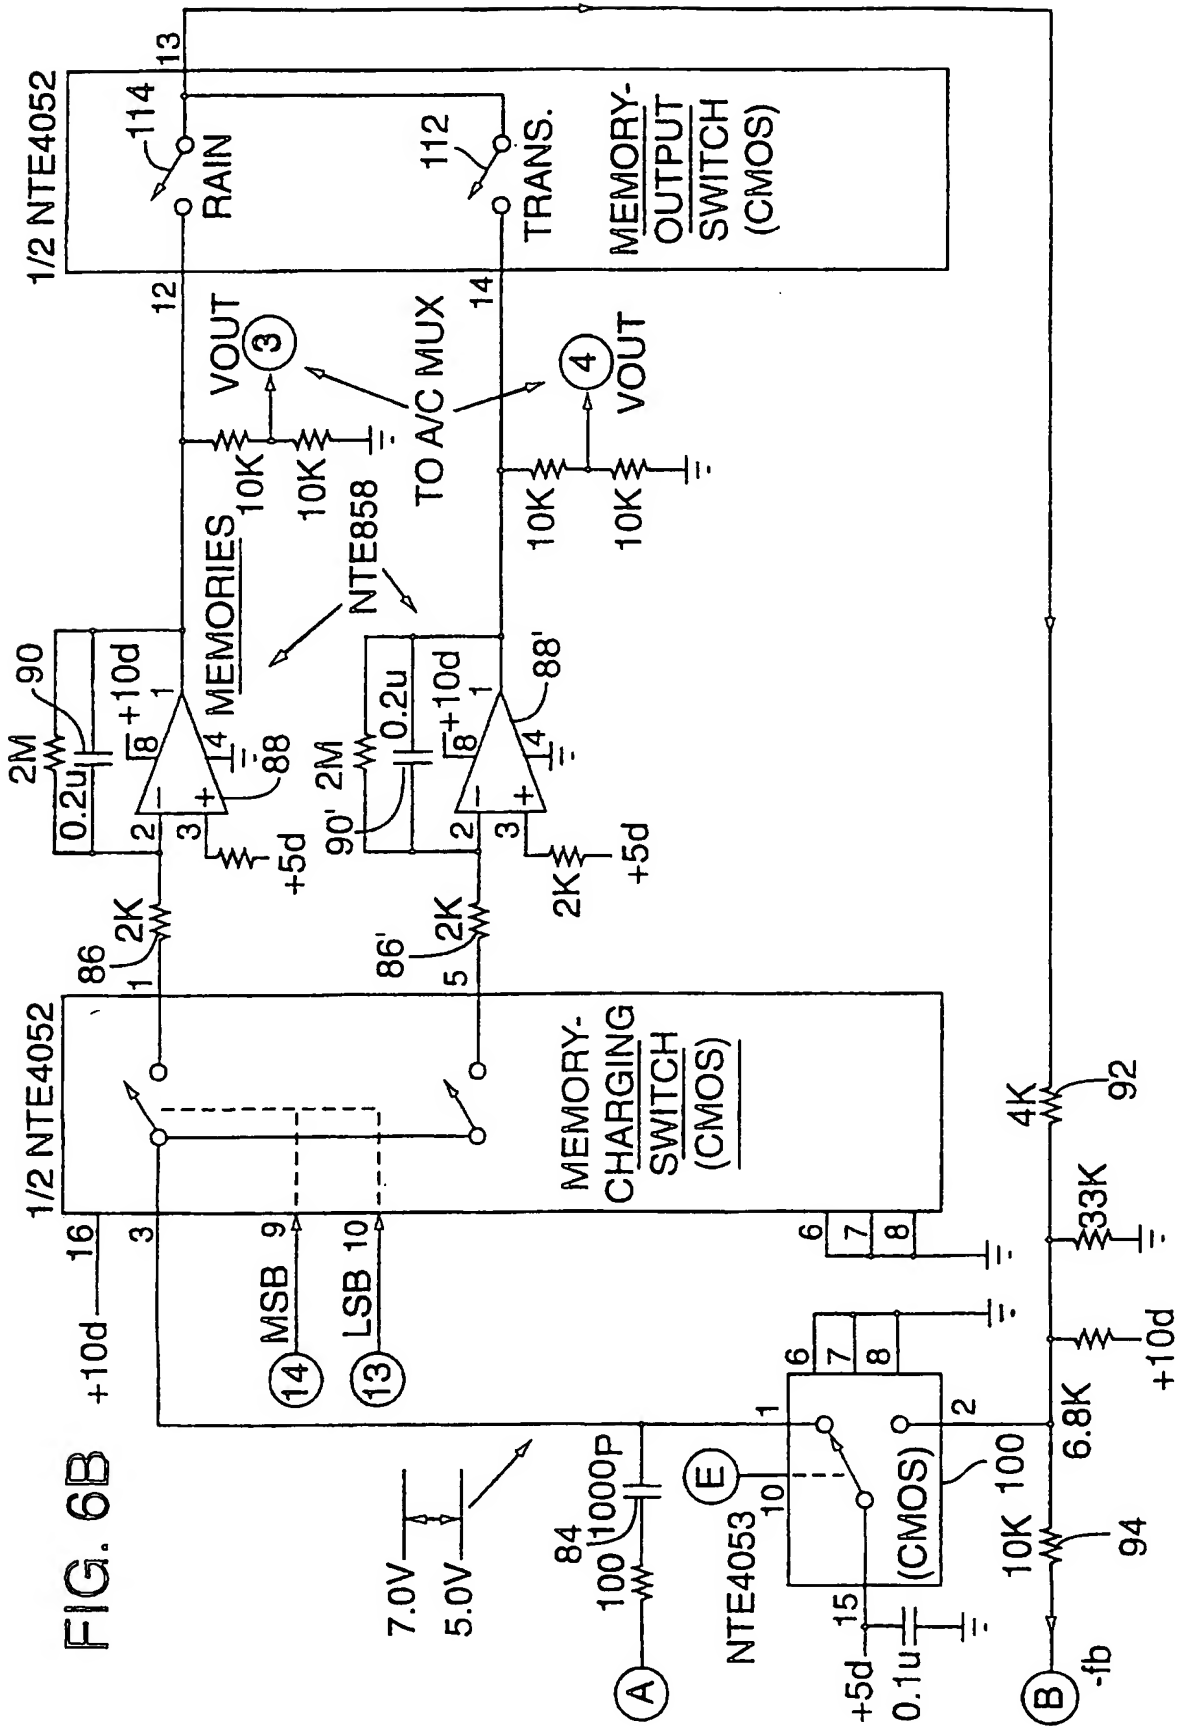 FIG. 6B
+10d
16
1/2 NTE4052
3
MSB
9
14
LSB
10
13
MEMORY-
CHARGING
SWITCH
(CMOS)
6
7
8
1
5
86
2K
86'
2K
2M
90
0.2u
2
3
8
+10d
1
4
88
+5d
MEMORIES
NTE858
2M
90'
0.2u
2
3
8
+10d
1
4
88'
2K
+5d
10K
10K
VOUT
3
TO A/C MUX
10K
10K
4
VOUT
12
14
1/2 NTE4052
114
RAIN
112
TRANS.
13
MEMORY-
OUTPUT
SWITCH
(CMOS)
7.0V
5.0V
A
100
84
1000P
E
NTE4053
10
1
6
7
8
15
+5d
0.1u
(CMOS)
2
100
B
-fb
10K
94
6.8K
+10d
33K
4K
92